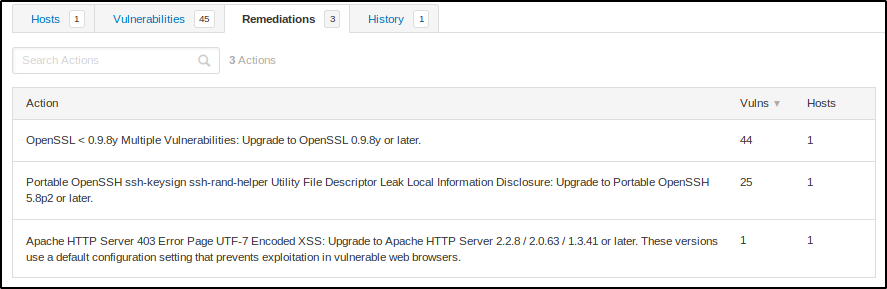 Hosts 1 Vulnerabilities 45 Remediations 3 History 1
Search Actions 3 Actions
Action Vulns ▼ Hosts
OpenSSL < 0.9.8y Multiple Vulnerabilities: Upgrade to OpenSSL 0.9.8y or later. 44 1
Portable OpenSSH ssh-keysign ssh-rand-helper Utility File Descriptor Leak Local Information Disclosure: Upgrade to Portable OpenSSH 25 1
5.8p2 or later.
Apache HTTP Server 403 Error Page UTF-7 Encoded XSS: Upgrade to Apache HTTP Server 2.2.8 / 2.0.63 / 1.3.41 or later. These versions 1 1
use a default configuration setting that prevents exploitation in vulnerable web browsers.